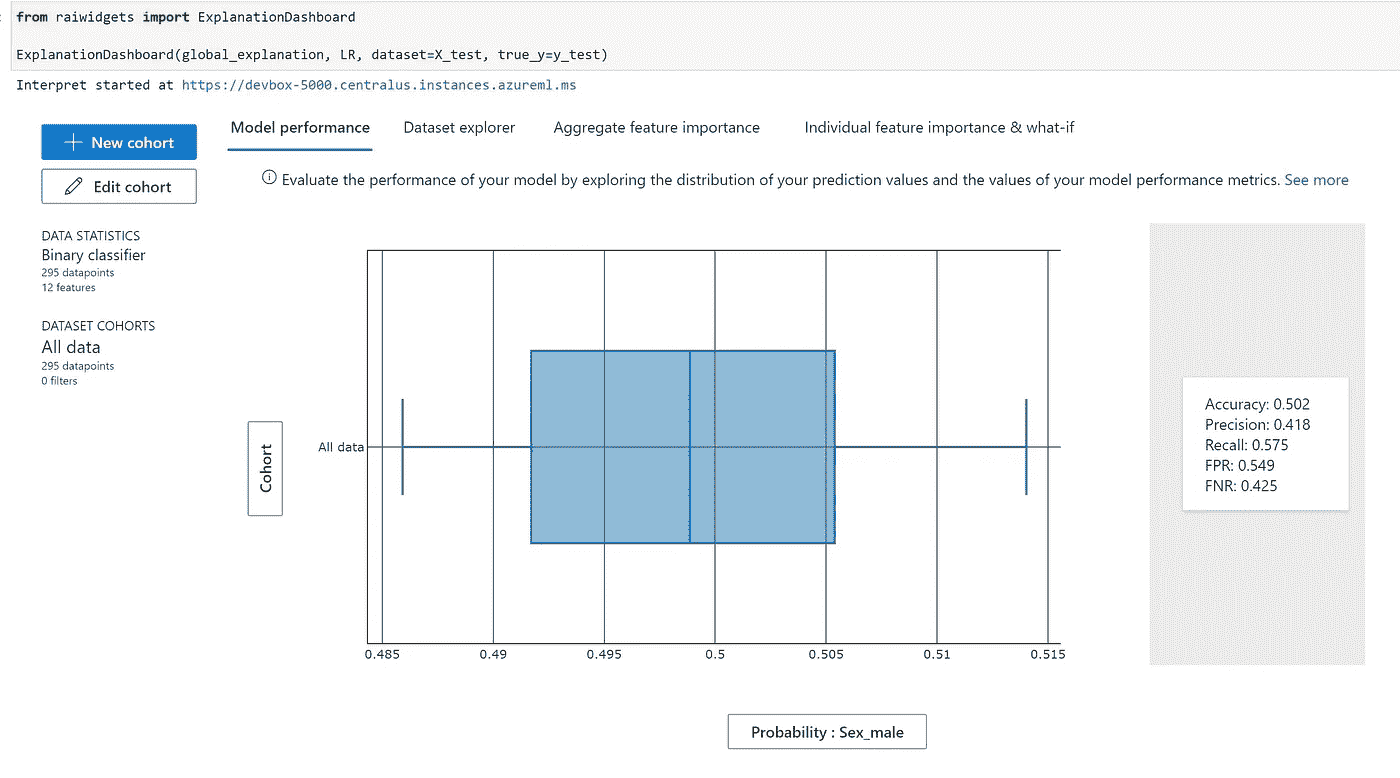 from raiwidgets import ExplanationDashboard
ExplanationDashboard(global_explanation, LR, dataset=X_test, true_y=y_test)
Interpret started at https://devbox-5000.centralus.instances.azureml.ms
New cohort
Edit cohort
DATA STATISTICS
Binary classifier
295 datapoints
12 features
DATASET COHORTS
All data
295 datapoints
0 filters
Model performance Dataset explorer Aggregate feature importance Individual feature importance & what-if
Evaluate the performance of your model by exploring the distribution of your prediction values and the values of your model performance metrics. See more
Cohort
All data
0.485 0.49 0.495 0.5 0.505 0.51 0.515
Probability : Sex_male
Accuracy: 0.502
Precision: 0.418
Recall: 0.575
FPR: 0.549
FNR: 0.425